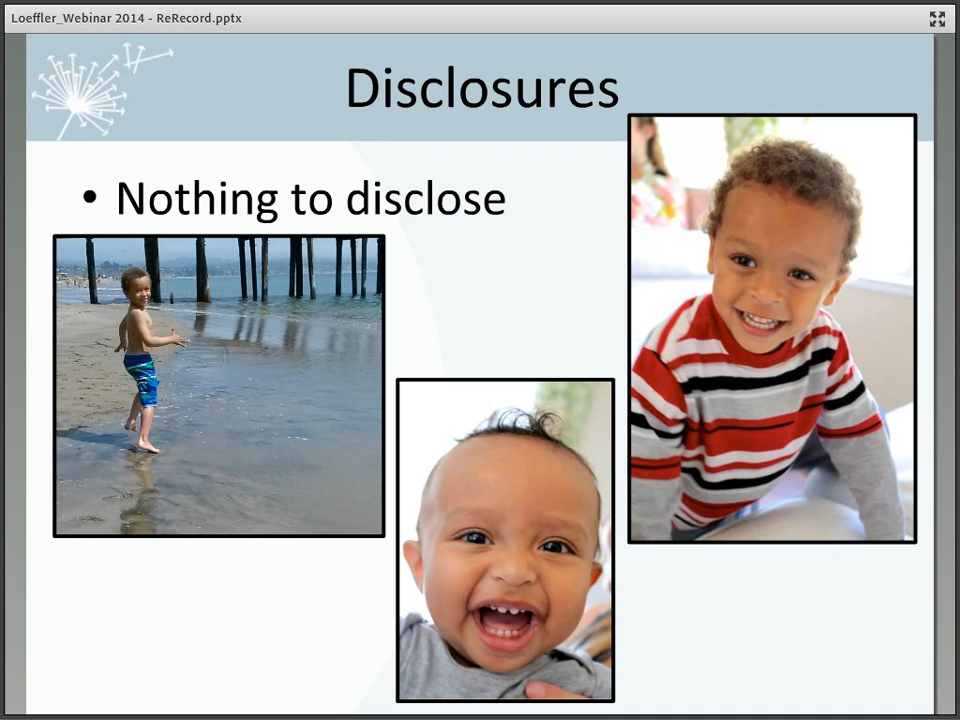 Loeffler_Webinar 2014 - ReRecord.pptx
Disclosures
• Nothing to disclose